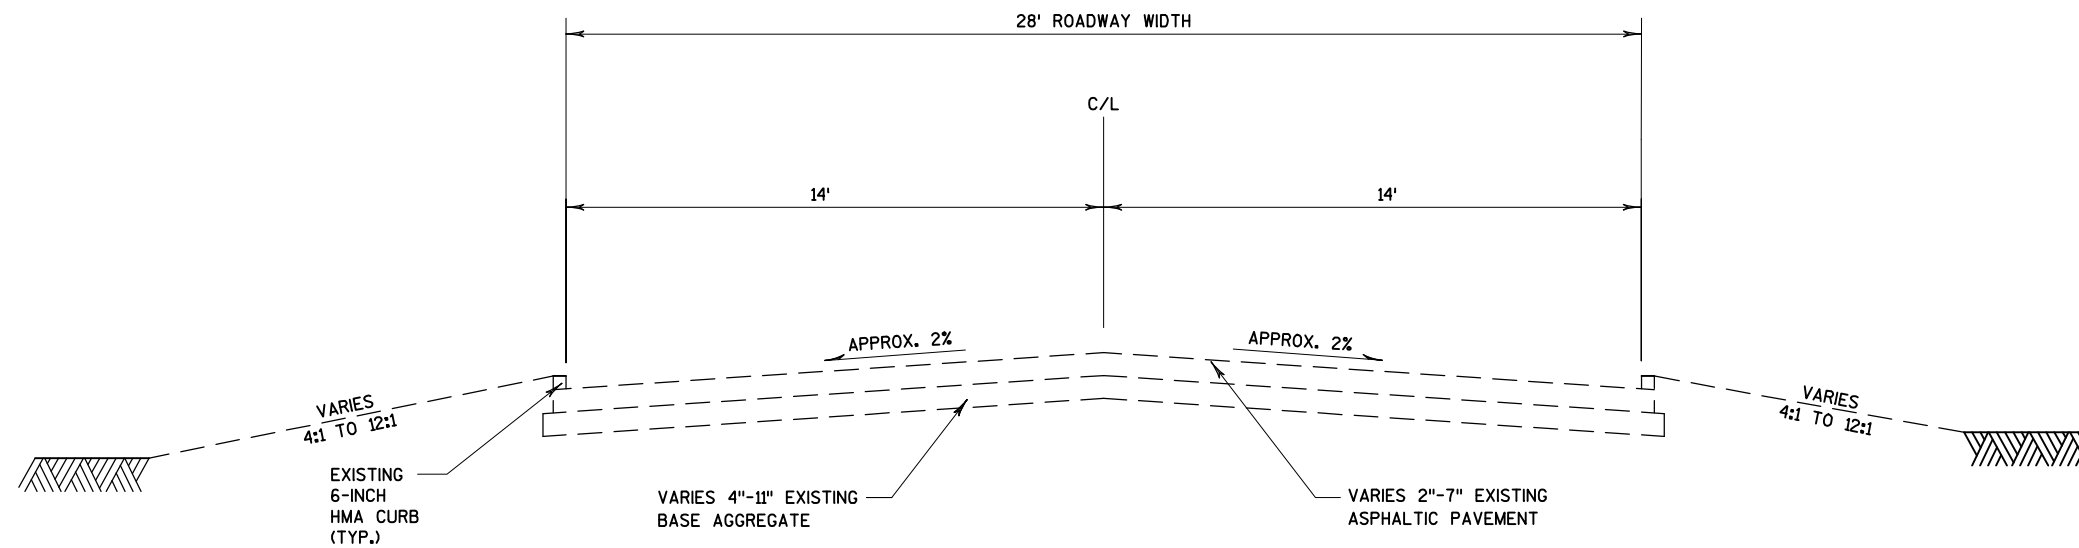 28' ROADWAY WIDTH
C/L
14'
14'
APPROX. 2%
APPROX. 2%
VARIES
4:1 TO 12:1
VARIES
4:1 TO 12:1
EXISTING
6-INCH
HMA CURB
(TYP.)
VARIES 4"-11" EXISTING
BASE AGGREGATE
VARIES 2"-7" EXISTING
ASPHALTIC PAVEMENT